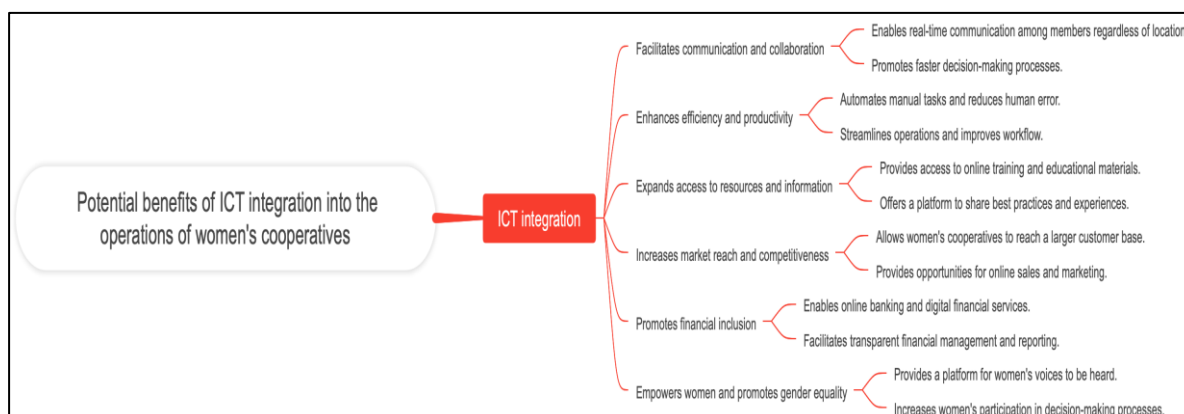 Potential benefits of ICT integration into the
operations of women's cooperatives
ICT integration
Facilitates communication and collaboration
Enables real-time communication among members regardless of location
Promotes faster decision-making processes.
Enhances efficiency and productivity
Automates manual tasks and reduces human error.
Streamlines operations and improves workflow.
Expands access to resources and information
Provides access to online training and educational materials.
Offers a platform to share best practices and experiences.
Increases market reach and competitiveness
Allows women's cooperatives to reach a larger customer base.
Provides opportunities for online sales and marketing.
Promotes financial inclusion
Enables online banking and digital financial services.
Facilitates transparent financial management and reporting.
Empowers women and promotes gender equality
Provides a platform for women's voices to be heard.
Increases women's participation in decision-making processes.